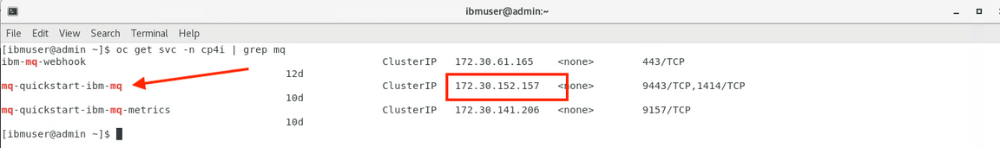 ibmuser@admin:~
File Edit View Search Terminal Help
[ibmuser@admin ~]$ oc get svc -n cp4i | grep mq
ibm-mq-webhook ClusterIP 172.30.61.165 <none> 443/TCP
12d
mq-quickstart-ibm-mq ClusterIP 172.30.152.157 <none> 9443/TCP,1414/TCP
10d
mq-quickstart-ibm-mq-metrics ClusterIP 172.30.141.206 <none> 9157/TCP
10d
[ibmuser@admin ~]$